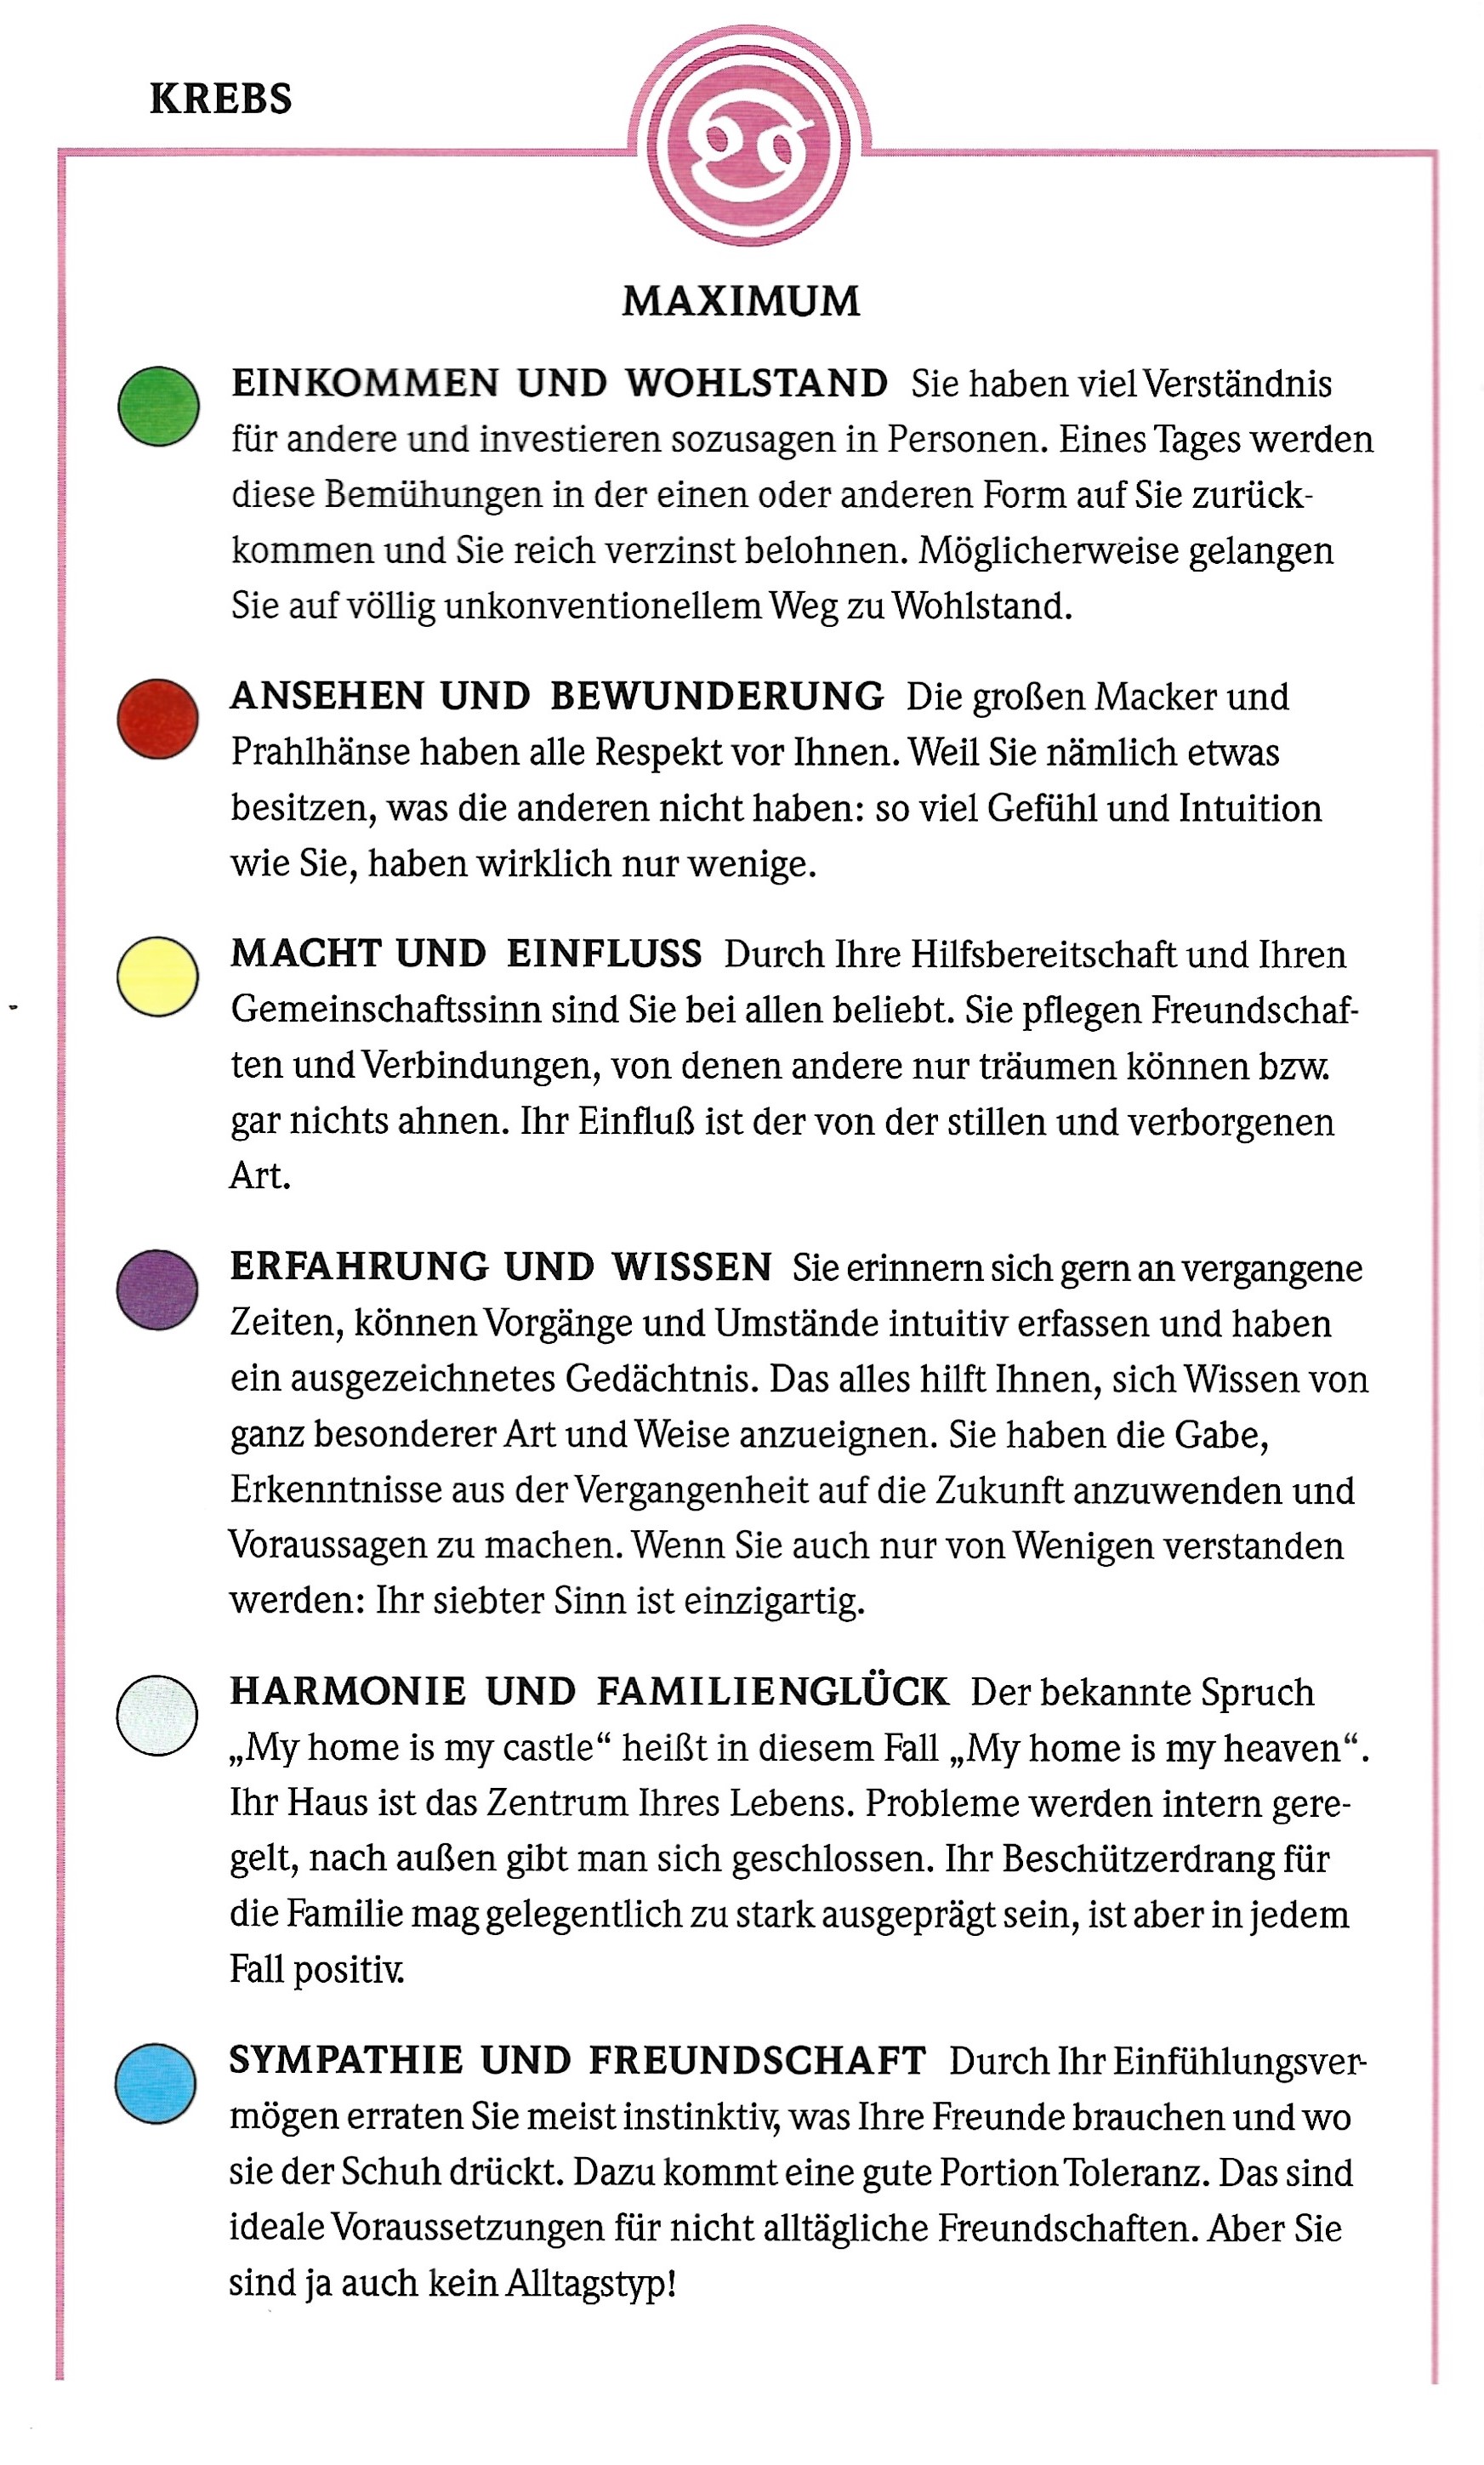 KREBS
MAXIMUM
EINKOMMEN UND WOHLSTAND Sie haben viel Verständnis
für andere und investieren sozusagen in Personen. Eines Tages werden
diese Bemühungen in der einen oder anderen Form auf Sie zurück-
kommen und Sie reich verzinst belohnen. Möglicherweise gelangen
Sie auf völlig unkonventionellem Weg zu Wohlstand.
ANSEHEN UND BEWUNDERUNG Die großen Macker und
Prahlhänse haben alle Respekt vor Ihnen. Weil Sie nämlich etwas
besitzen, was die anderen nicht haben: so viel Gefühl und Intuition
wie Sie, haben wirklich nur wenige.
MACHT UND EINFLUSS Durch Ihre Hilfsbereitschaft und Ihren
Gemeinschaftssinn sind Sie bei allen beliebt. Sie pflegen Freundschaf-
ten und Verbindungen, von denen andere nur träumen können bzw.
gar nichts ahnen. Ihr Einfluß ist der von der stillen und verborgenen
Art.
ERFAHRUNG UND WISSEN Sie erinnern sich gern an vergangene
Zeiten, können Vorgänge und Umstände intuitiv erfassen und haben
ein ausgezeichnetes Gedächtnis. Das alles hilft Ihnen, sich Wissen von
ganz besonderer Art und Weise anzueignen. Sie haben die Gabe,
Erkenntnisse aus der Vergangenheit auf die Zukunft anzuwenden und
Voraussagen zu machen. Wenn Sie auch nur von Wenigen verstanden
werden: Ihr siebter Sinn ist einzigartig.
HARMONIE UND FAMILIENGLÜCK Der bekannte Spruch
„My home is my castle“ heißt in diesem Fall „My home is my heaven“.
Ihr Haus ist das Zentrum Ihres Lebens. Probleme werden intern gere-
gelt, nach außen gibt man sich geschlossen. Ihr Beschützerdrang für
die Familie mag gelegentlich zu stark ausgeprägt sein, ist aber in jedem
Fall positiv.
SYMPATHIE UND FREUNDSCHAFT Durch Ihr Einfühlungsver-
mögen erraten Sie meist instinktiv, was Ihre Freunde brauchen und wo
sie der Schuh drückt. Dazu kommt eine gute Portion Toleranz. Das sind
ideale Voraussetzungen für nicht alltägliche Freundschaften. Aber Sie
sind ja auch kein Alltagstyp!